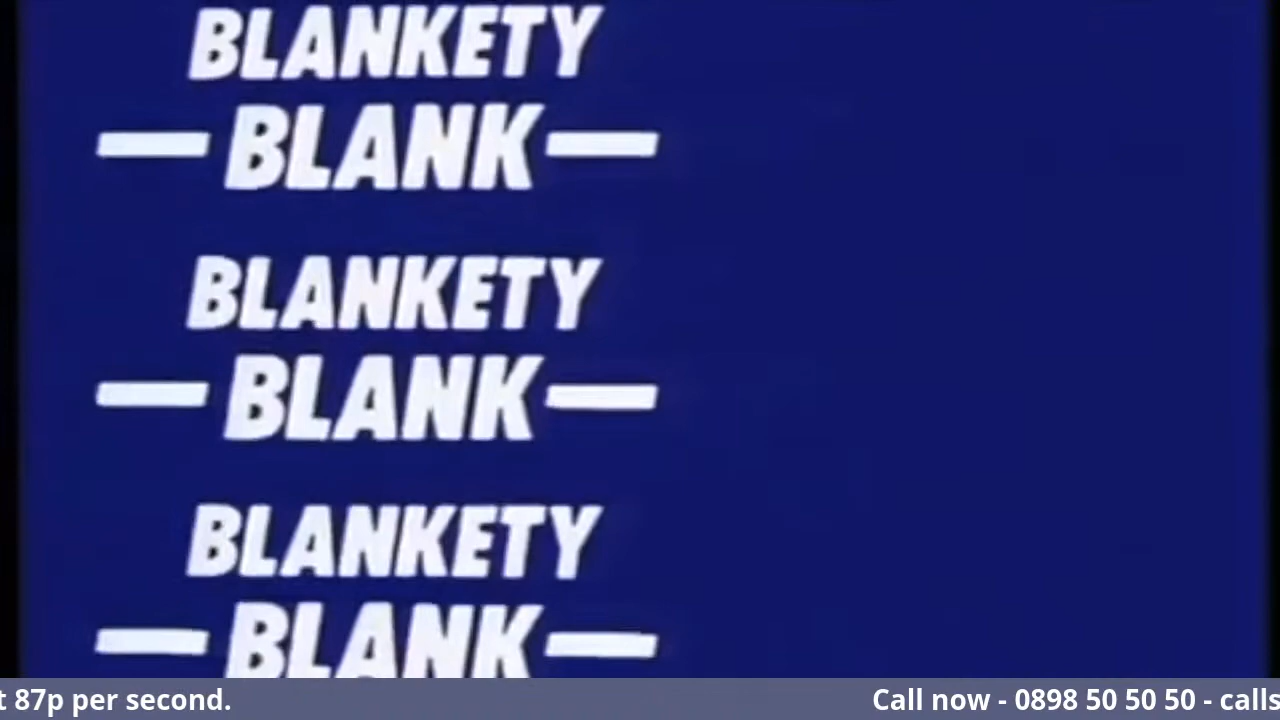 BLANKETY
— BLANK —
BLANKETY
— BLANK —
BLANKETY
— BLANK —
t 87p per second.
Call now - 0898 50 50 50 - calls